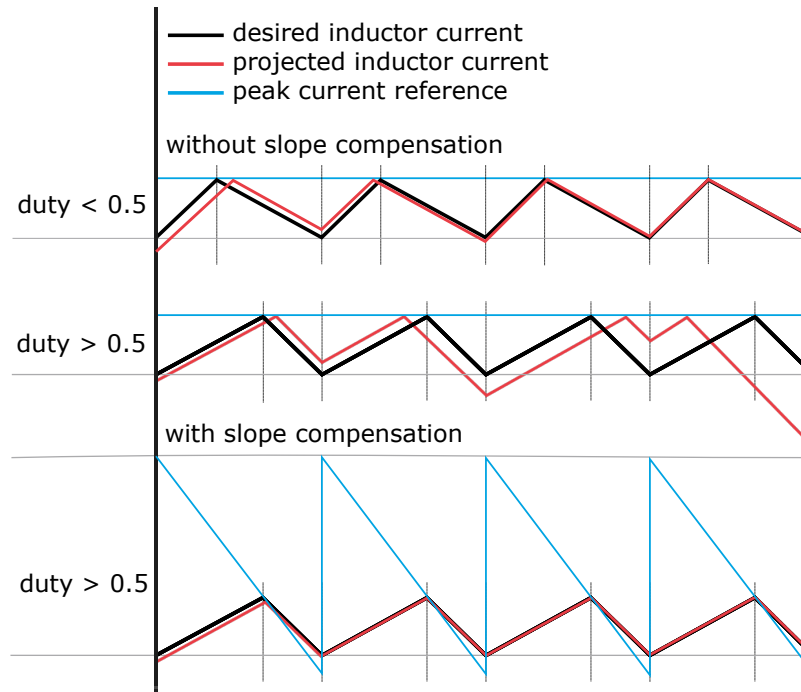 desired inductor current
projected inductor current
peak current reference
without slope compensation
duty < 0.5
duty > 0.5
with slope compensation
duty > 0.5